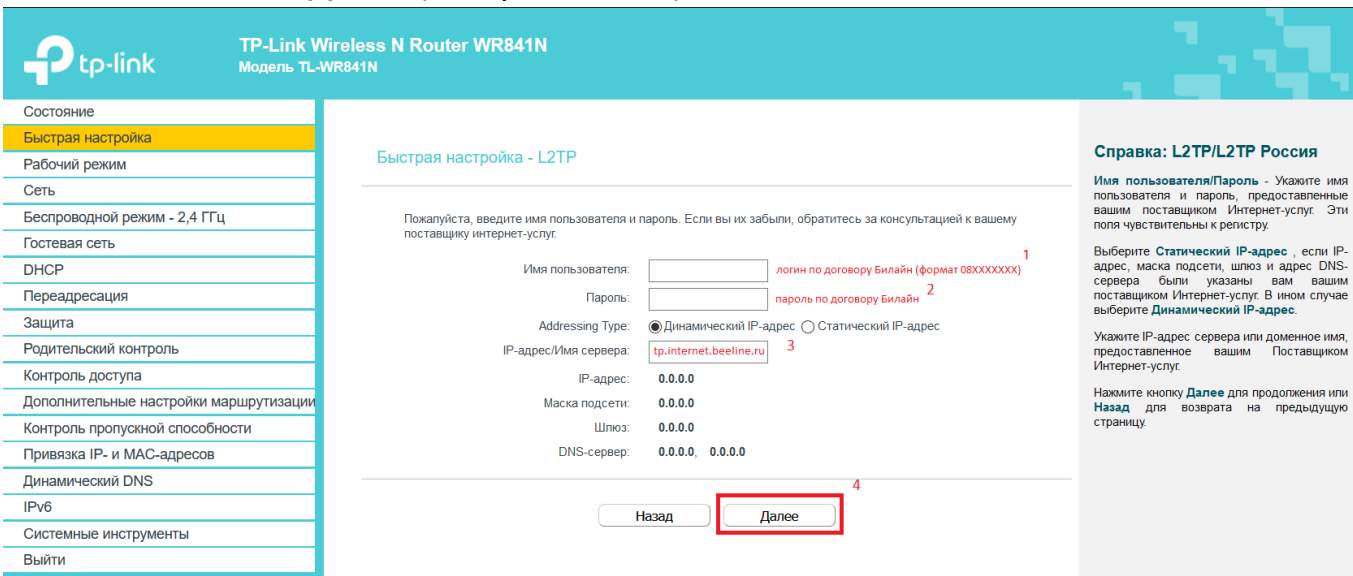 tp-link
TP-Link Wireless N Router WR841N
Модель TL-WR841N
Состояние
Быстрая настройка
Рабочий режим
Сеть
Беспроводной режим - 2,4 ГГц
Гостевая сеть
DHCP
Переадресация
Защита
Родительский контроль
Контроль доступа
Дополнительные настройки маршрутизации
Контроль пропускной способности
Привязка IP- и MAC-адресов
Динамический DNS
IPv6
Системные инструменты
Выйти
Быстрая настройка - L2TP
Пожалуйста, введите имя пользователя и пароль. Если вы их забыли, обратитесь за консультацией к вашему
поставщику интернет-услуг.
Имя пользователя: логин по договору Билайн (формат 08XXXXXXX) 1
Пароль: пароль по договору Билайн 2
Addressing Type: Динамический IP-адрес Статический IP-адрес
IP-адрес/Имя сервера: tp.internet.beeline.ru 3
IP-адрес: 0.0.0.0
Маска подсети: 0.0.0.0
Шлюз: 0.0.0.0
DNS-сервер: 0.0.0.0, 0.0.0.0
4
Назад Далее
Справка: L2TP/L2TP Россия
Имя пользователя/Пароль - Укажите имя
пользователя и пароль, предоставленные
вашим поставщиком Интернет-услуг. Эти
поля чувствительны к регистру.
Выберите Статический IP-адрес , если IP-
адрес, маска подсети, шлюз и адрес DNS-
сервера были указаны вам вашим
поставщиком Интернет-услуг. В ином случае
выберите Динамический IP-адрес.
Укажите IP-адрес сервера или доменное имя,
предоставленное вашим Поставщиком
Интернет-услуг.
Нажмите кнопку Далее для продолжения или
Назад для возврата на предыдущую
страницу.